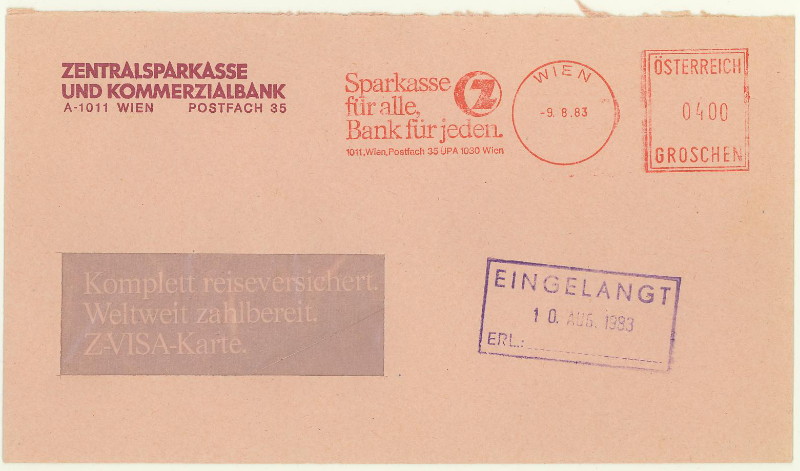 ZENTRALSPARKASSE
UND KOMMERZIALBANK
A-1011 WIEN POSTFACH 35
Sparkasse
für alle.
Bank für jeden.
1011, Wien, Postfach 35 UPA 1030 Wien
Z
WIEN
-9. 8.83
ÖSTERREICH
0400
GROSCHEN
Komplett reiseversichert.
Weltweit zahlbereit.
Z-VISA-Karte.
EINGELANGT
10. AUG. 1983
ERL.: